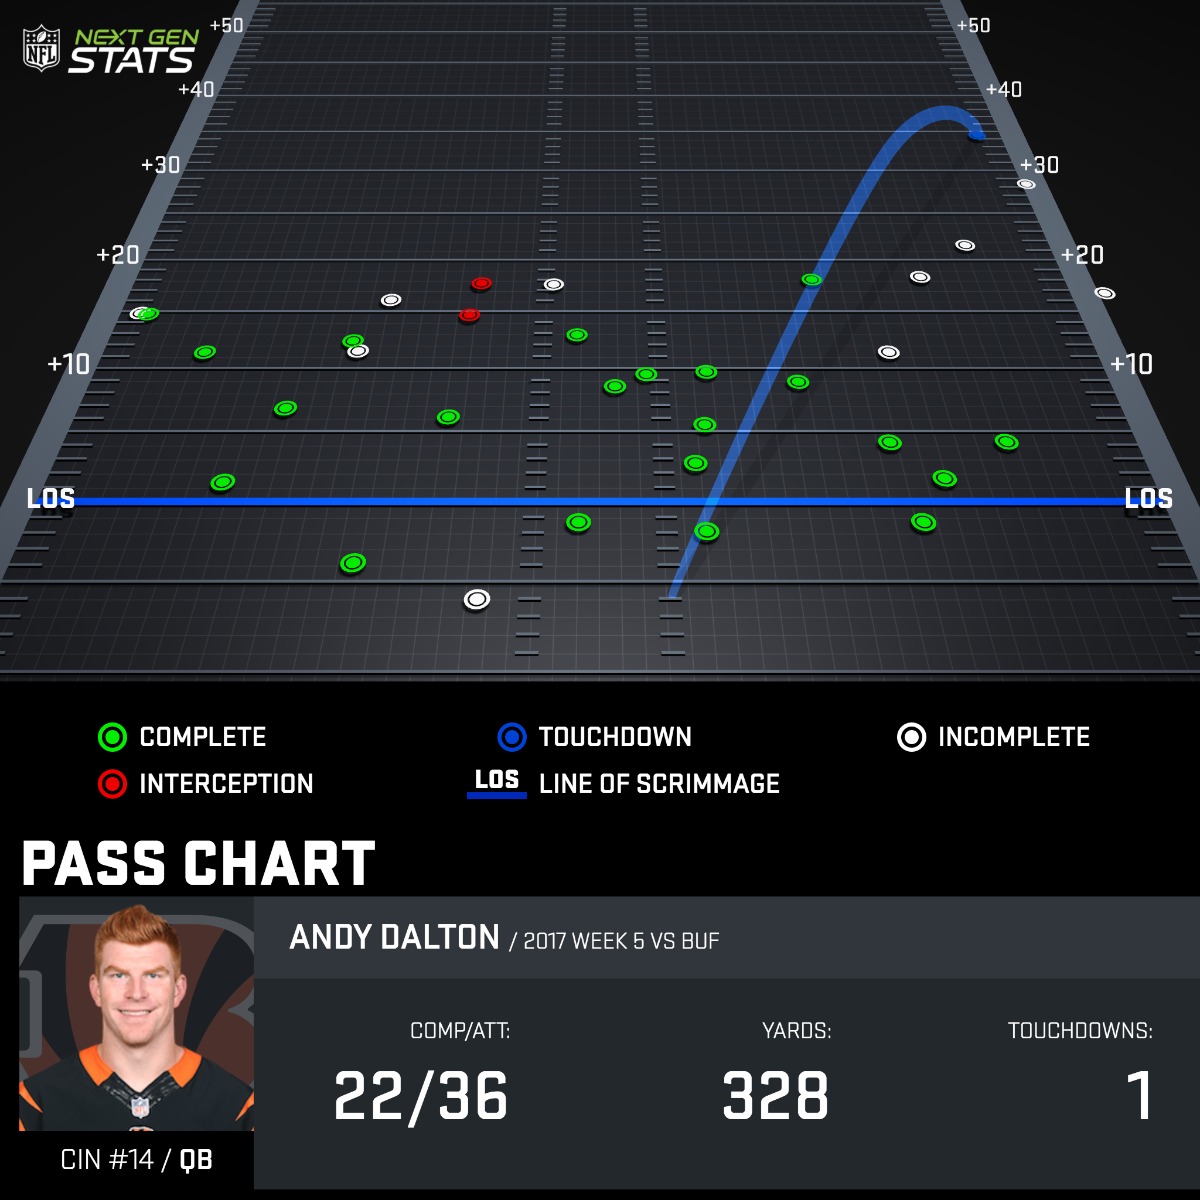 NFL NEXT GEN
STATS
+50 +50
+40 +40
+30 +30
+20 +20
+10 +10
LOS LOS
COMPLETE TOUCHDOWN INCOMPLETE
INTERCEPTION LOS LINE OF SCRIMMAGE
PASS CHART
ANDY DALTON / 2017 WEEK 5 VS BUF
COMP/ATT: YARDS: TOUCHDOWNS:
22/36 328 1
CIN #14 / QB